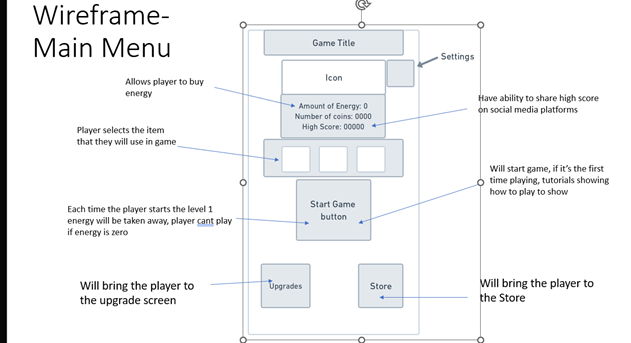 Wireframe-
Main Menu
Game Title
Settings
Icon
Allows player to buy
energy
Amount of Energy: 0
Number of coins: 0000
High Score: 00000
Have ability to share high score
on social media platforms
Player selects the item
that they will use in game
Will start game, if it's the first
time playing, tutorials showing
how to play to show
Start Game
button
Each time the player starts the level 1
energy will be taken away, player cant play
if energy is zero
Will bring the player to
the upgrade screen
Upgrades
Store
Will bring the player to
the Store